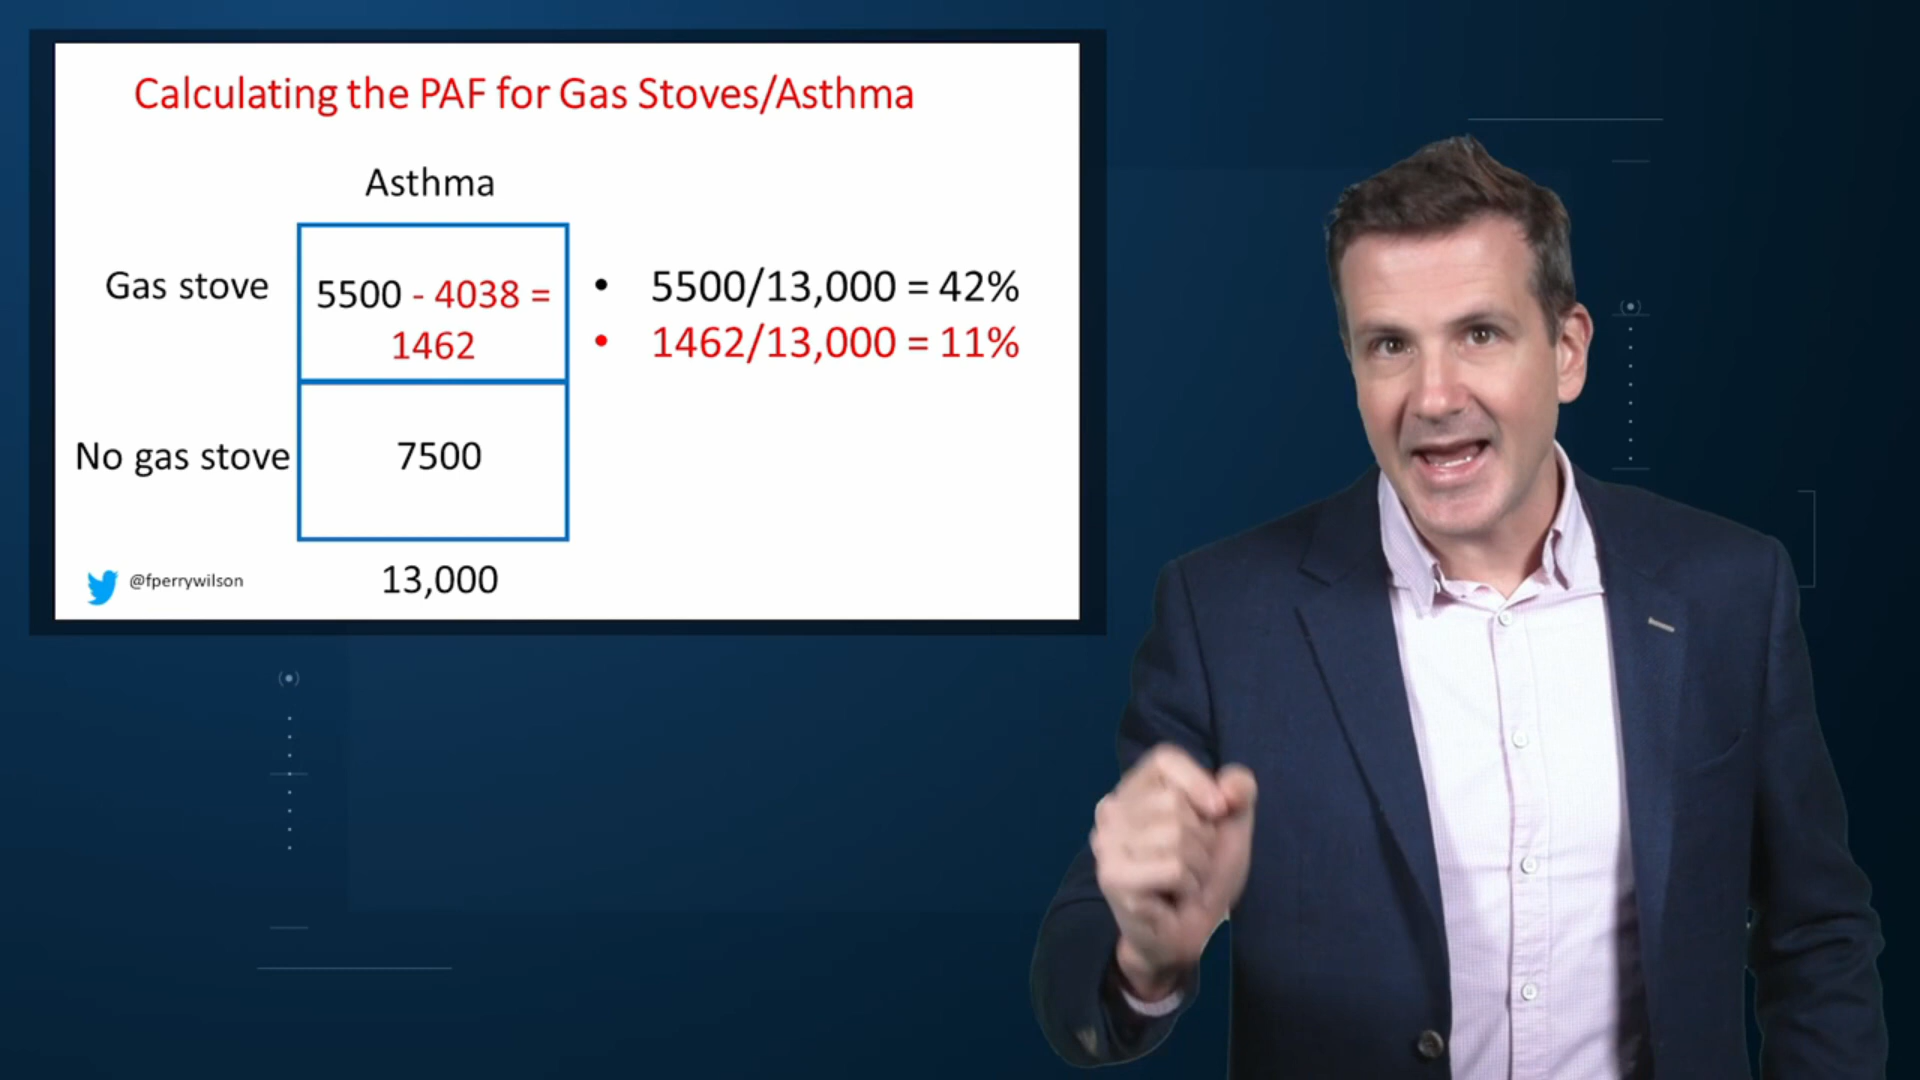 Calculating the PAF for Gas Stoves/Asthma
Asthma
Gas stove
5500 - 4038 =
1462
• 5500/13,000 = 42%
• 1462/13,000 = 11%
No gas stove
7500
@fperrywilson
13,000